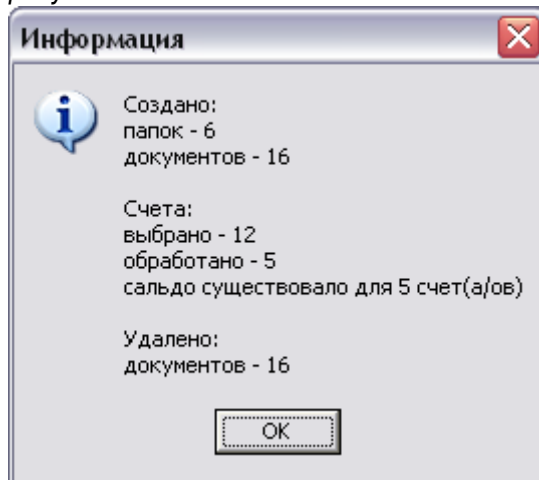 Информация
Создано:
папок - 6
документов - 16
Счета:
выбрано - 12
обработано - 5
сальдо существовало для 5 счет(а/ов)
Удалено:
документов - 16
OK